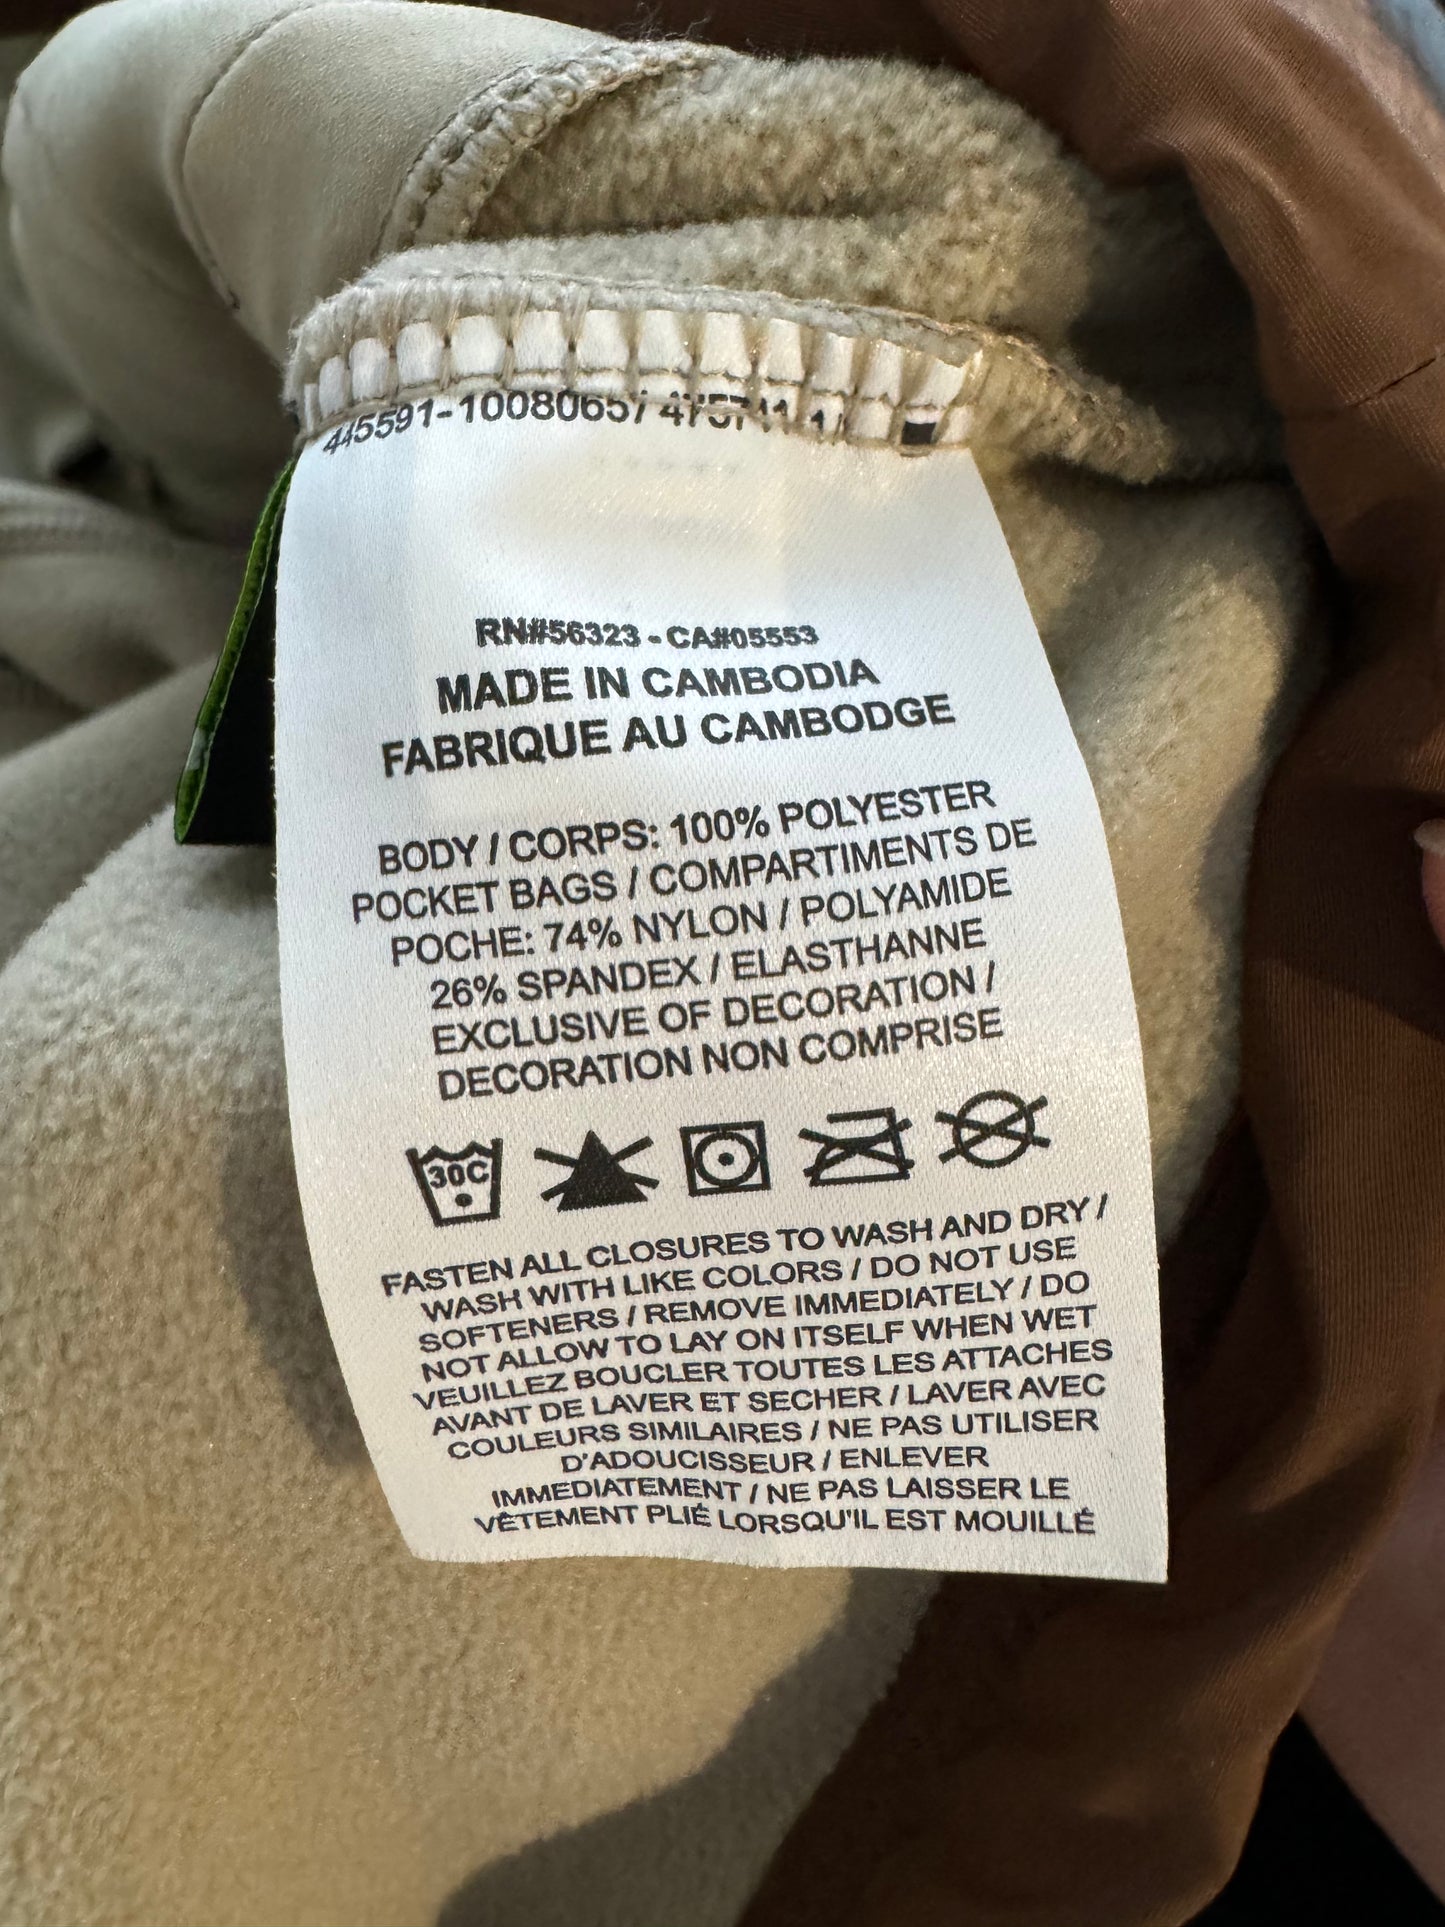 445591-10080657
RN#56323 - CA#05553
MADE IN CAMBODIA
FABRIQUE AU CAMBODGE
BODY / CORPS: 100% POLYESTER
POCKET BAGS / COMPARTIMENTS DE
POCHE: 74% NYLON / POLYAMIDE
26% SPANDEX / ELASTHANNE
EXCLUSIVE OF DECORATION /
DECORATION NON COMPRISE
30C
FASTEN ALL CLOSURES TO WASH AND DRY /
WASH WITH LIKE COLORS / DO NOT USE
SOFTENERS / REMOVE IMMEDIATELY / DO
NOT ALLOW TO LAY ON ITSELF WHEN WET
VEUILLEZ BOUCLER TOUTES LES ATTACHES
AVANT DE LAVER ET SECHER / LAVER AVEC
COULEURS SIMILAIRES / NE PAS UTILISER
D'ADOUCISSEUR / ENLEVER
IMMEDIATEMENT / NE PAS LAISSER LE
VÊTEMENT PLIÉ LORSQU'IL EST MOUILLÉ